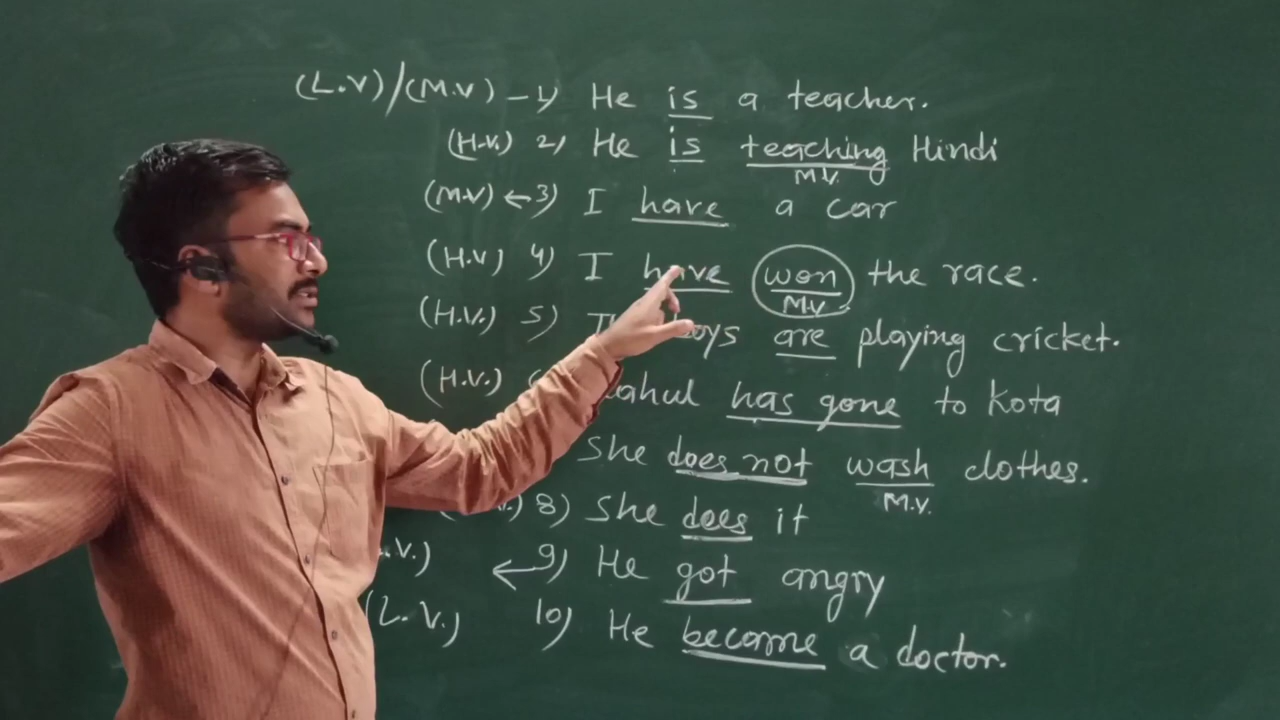 (L.V)/(M.V) - 1) He is a teacher.
(H.V.) 2) He is teaching Hindi
M.V.
(M.V) ← 3) I have a car
(H.V) 4) I have won the race.
M.V.
(H.V.) 5) boys are playing cricket.
(H.V.) has gone to Kota
She does not wash clothes.
M.V.
8) She does it
← 9) He got angry
(L.V.) 10) He become a doctor.